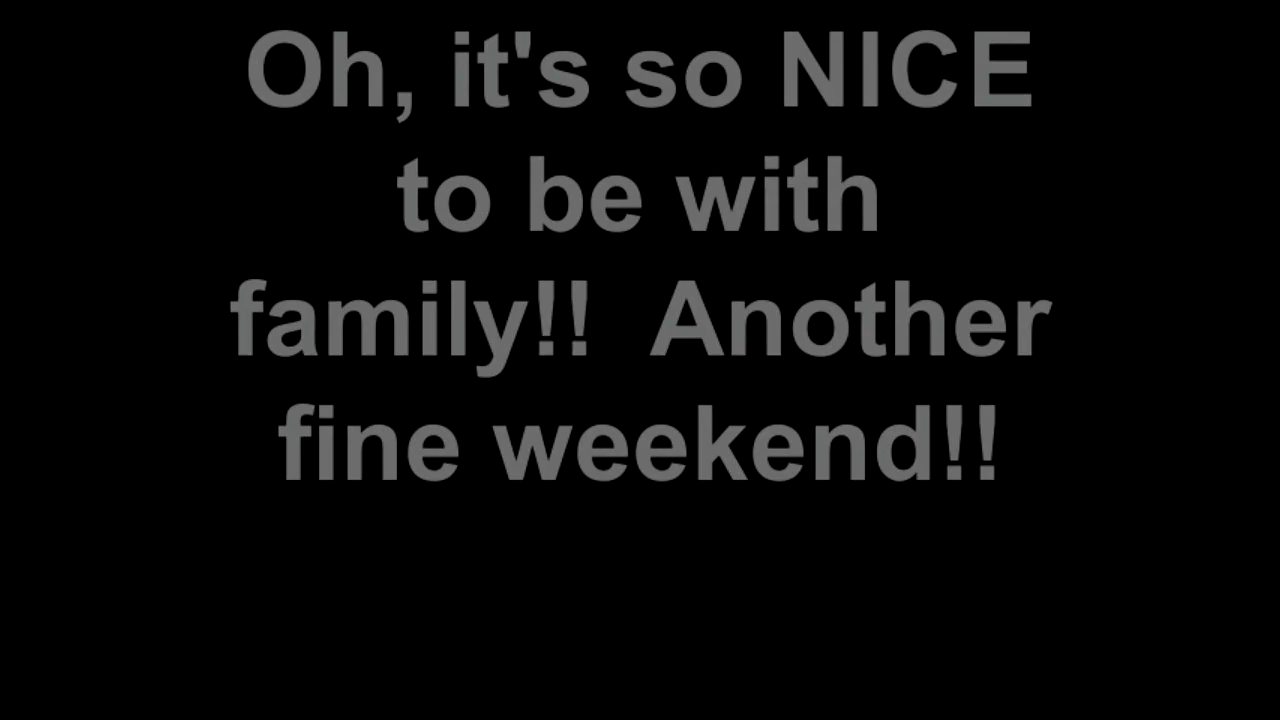 Oh, it's so NICE
to be with
family!!  Another
fine weekend!!